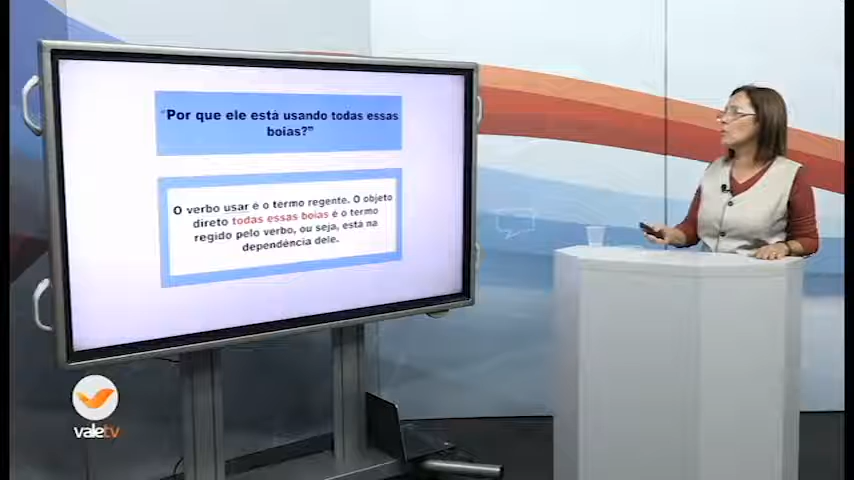 "Por que ele está usando todas essas
boias?"
O verbo usar é o termo regente. O objeto
direto todas essas boias é o termo
regido pelo verbo, ou seja, está na
dependência dele.
valetv